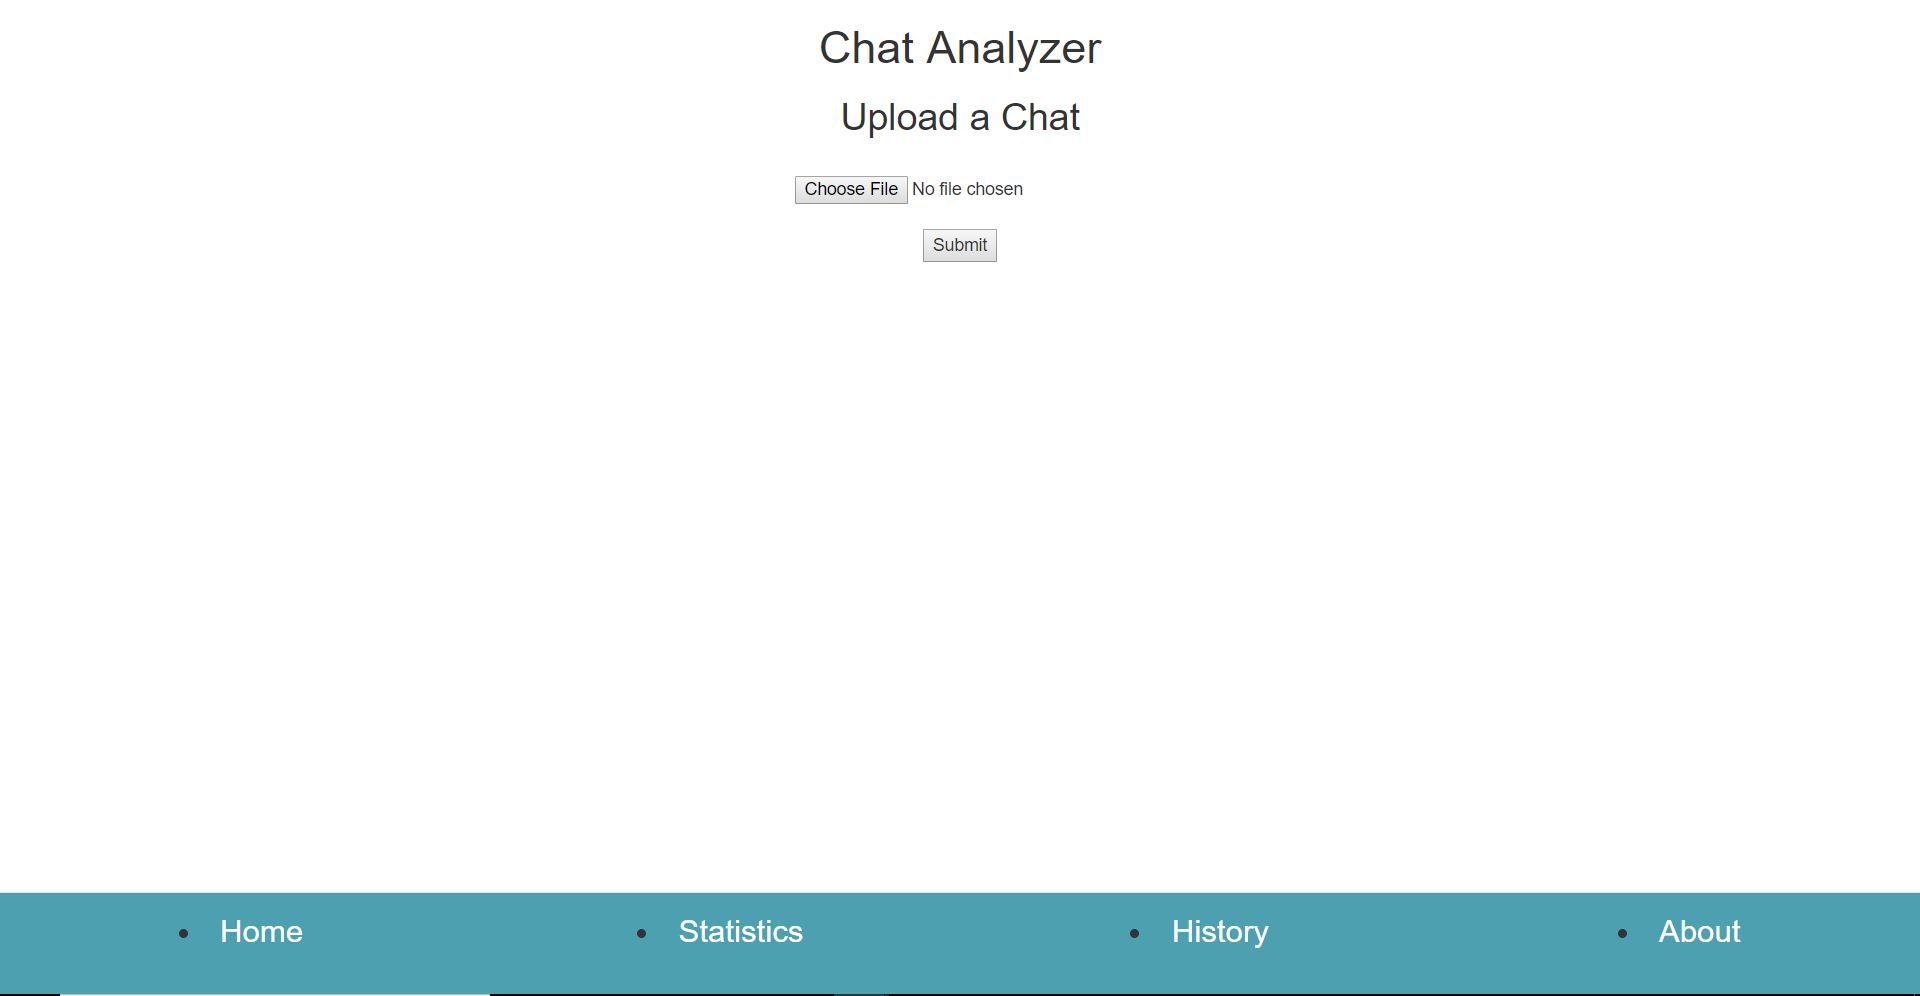 Chat Analyzer
Upload a Chat
Choose File No file chosen
Submit
Home Statistics History About